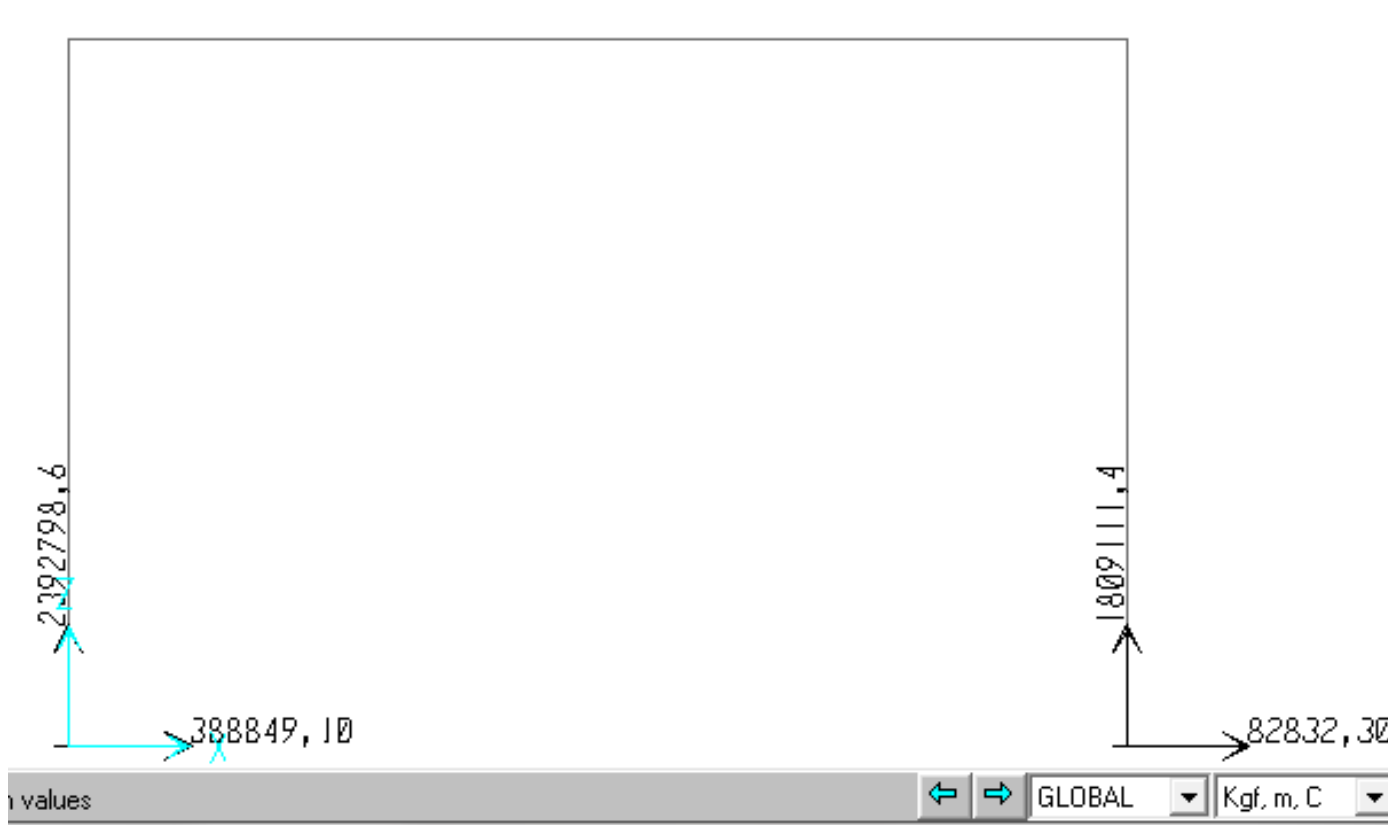 2392798,6
1809111,4
Z
388849,10
X
82832,30
n values
GLOBAL
Kgf, m, C